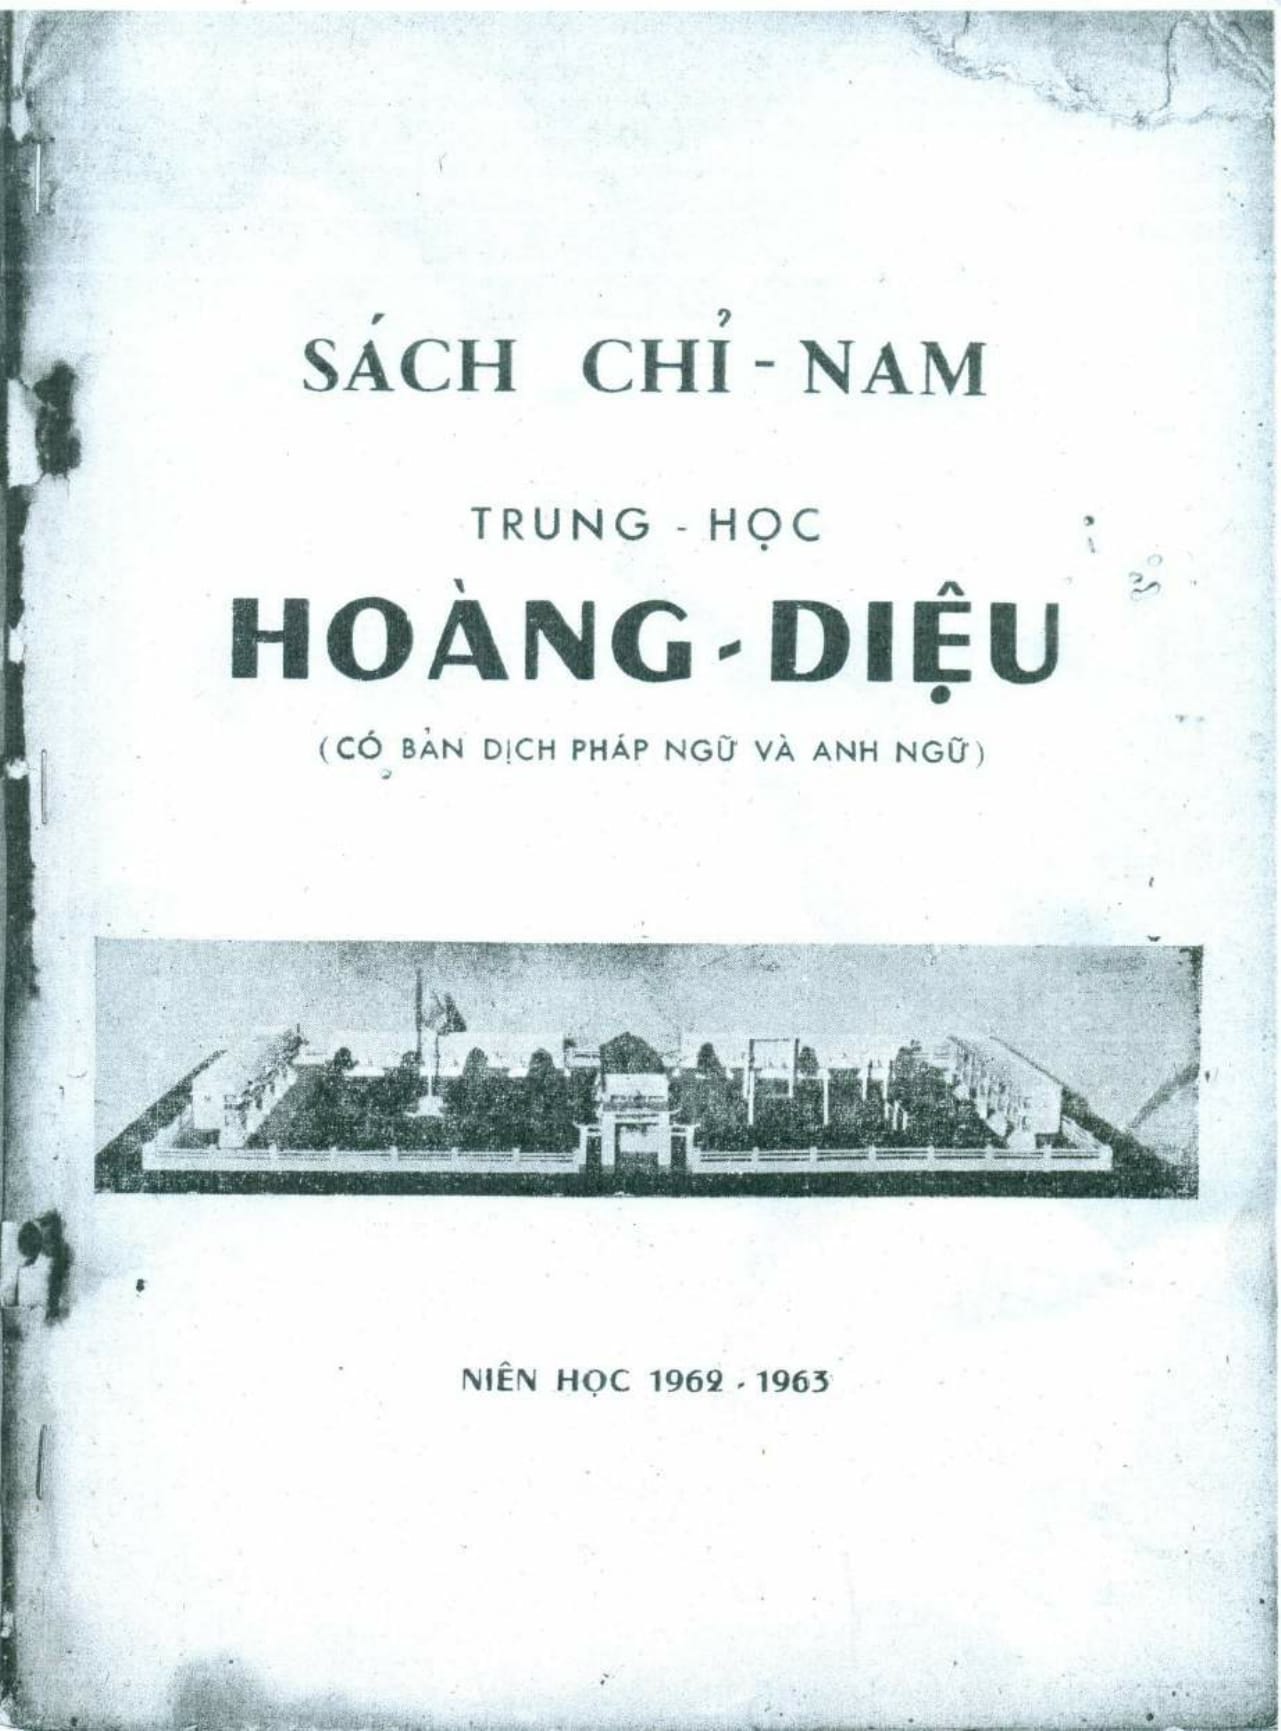 SÁCH CHỈ - NAM
TRUNG - HỌC
HOÀNG - DIỆU
(CÓ BẢN DỊCH PHÁP NGỮ VÀ ANH NGỮ)
NIÊN HỌC 1962 - 1963